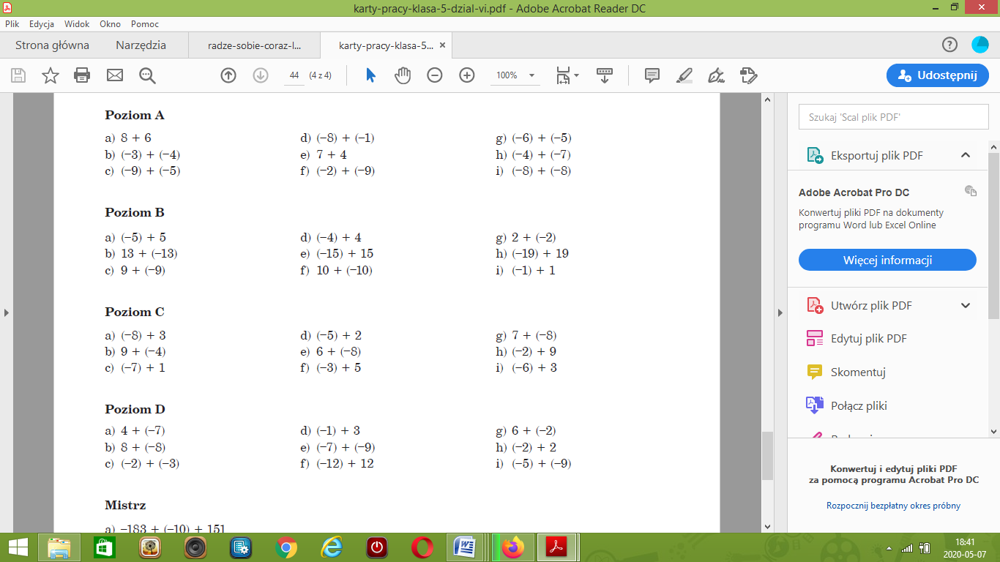 karty-pracy-klasa-5-dzial-vi.pdf - Adobe Acrobat Reader DC
Plik Edycja Widok Okno Pomoc
Strona główna Narzędzia radze-sobie-coraz-l... karty-pracy-klasa-5... ×
44 (4 z 4) 100% Udostępnij
Poziom A
a) 8 + 6 d) (−8) + (−1) g) (−6) + (−5)
b) (−3) + (−4) e) 7 + 4 h) (−4) + (−7)
c) (−9) + (−5) f) (−2) + (−9) i) (−8) + (−8)
Poziom B
a) (−5) + 5 d) (−4) + 4 g) 2 + (−2)
b) 13 + (−13) e) (−15) + 15 h) (−19) + 19
c) 9 + (−9) f) 10 + (−10) i) (−1) + 1
Poziom C
a) (−8) + 3 d) (−5) + 2 g) 7 + (−8)
b) 9 + (−4) e) 6 + (−8) h) (−2) + 9
c) (−7) + 1 f) (−3) + 5 i) (−6) + 3
Poziom D
a) 4 + (−7) d) (−1) + 3 g) 6 + (−2)
b) 8 + (−8) e) (−7) + (−9) h) (−2) + 2
c) (−2) + (−3) f) (−12) + 12 i) (−5) + (−9)
Mistrz
a) −183 + (−10) + 151
Szukaj 'Scal plik PDF'
Eksportuj plik PDF
Adobe Acrobat Pro DC
Konwertuj pliki PDF na dokumenty
programu Word lub Excel Online
Więcej informacji
Utwórz plik PDF
Edytuj plik PDF
Skomentuj
Połącz pliki
Konwertuj i edytuj pliki PDF
za pomocą programu Acrobat Pro DC
Rozpocznij bezpłatny okres próbny
18:41
2020-05-07